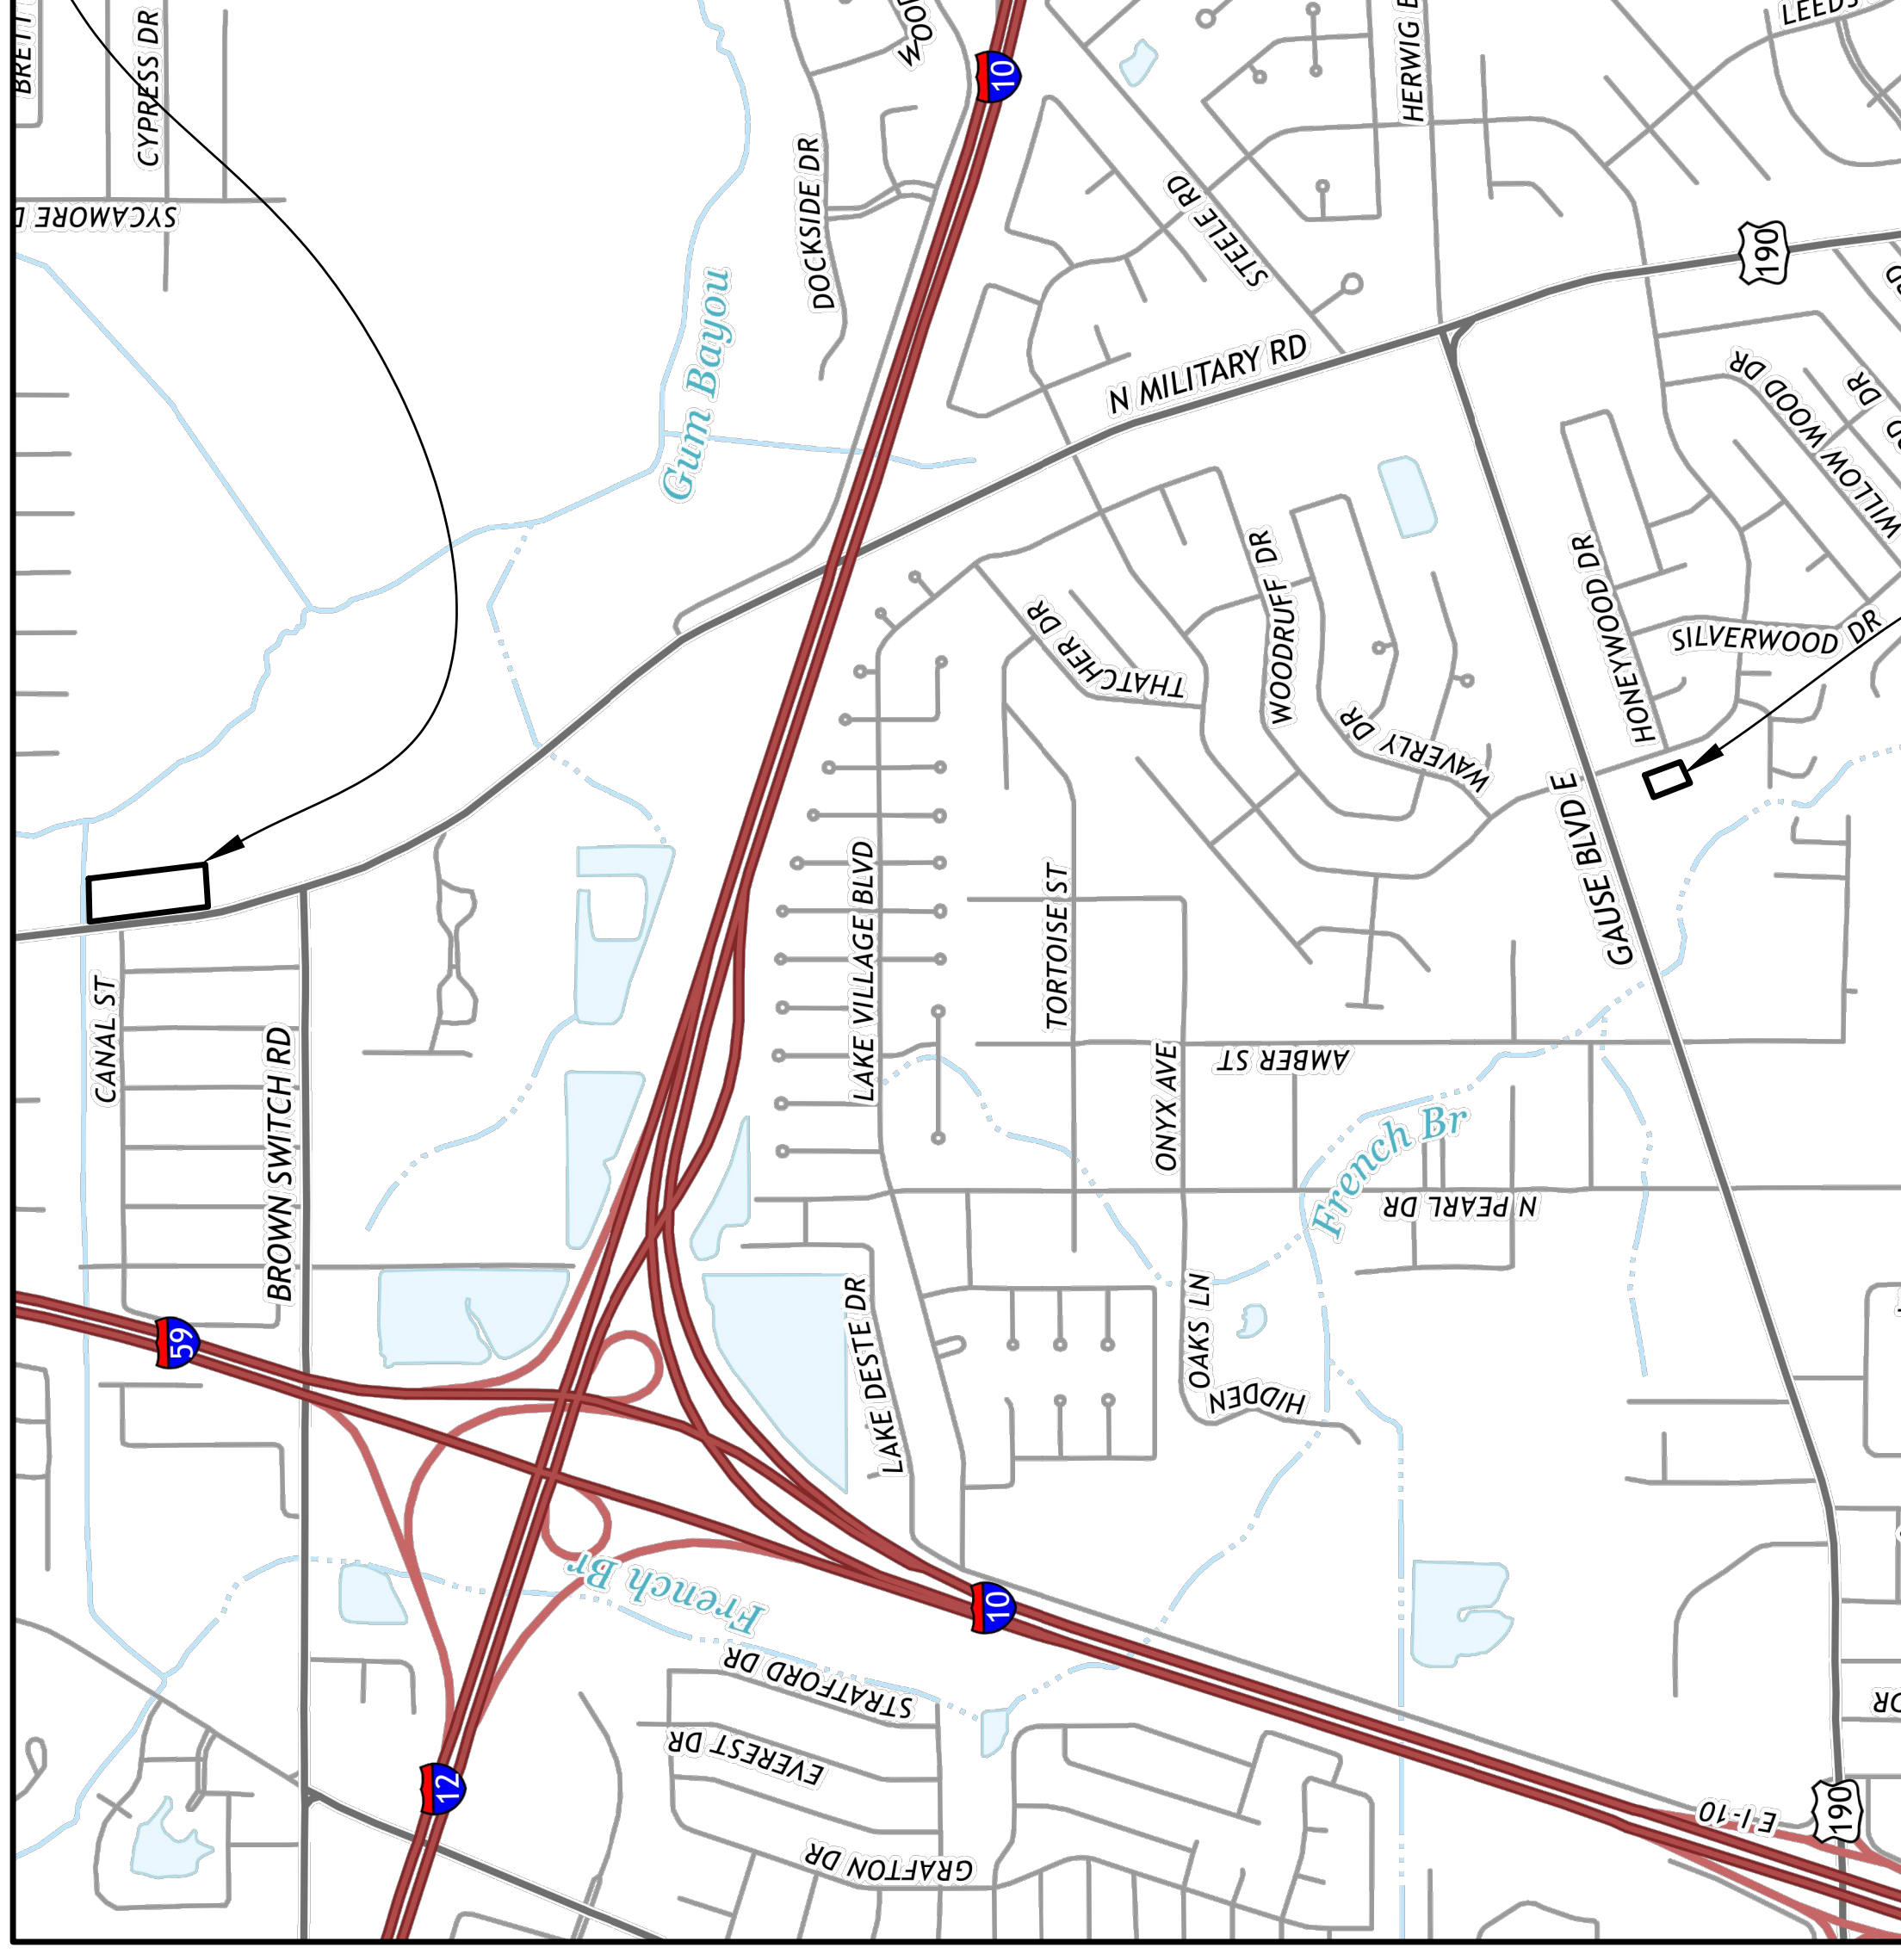 CYPRESS DR
10
LEEDS
STEELE RD
DOCKSIDE DR
190
Gum Bayou
N MILITARY RD
WILLOW WOOD DR
DR
WOODRUFF DR
HONEYWOOD DR
THATCHER DR
SILVERWOOD DR
WAVERLY DR
GAUSE BLVD E
LAKE VILLAGE BLVD
TORTOISE ST
CANAL ST
BROWN SWITCH RD
AMBER ST
ONYX AVE
French Br
N PEARL DR
59
LAKE DESTE DR
HIDDEN OAKS LN
French Br
10
STRATFORD DR
EVEREST DR
DR
12
E I-10
190
GRAFTON DR
BRETT
SYCAMORE
HERWIG